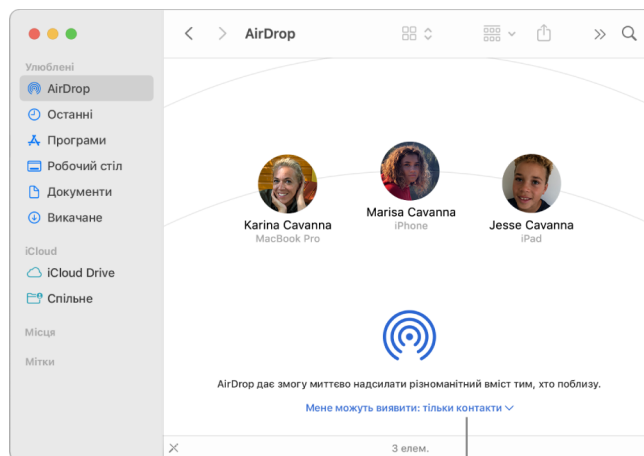 AirDrop
Улюблені
AirDrop
Останні
Програми
Робочий стіл
Документи
Викачане
iCloud
iCloud Drive
Спільне
Місця
Мітки
Karina Cavanna
MacBook Pro
Marisa Cavanna
iPhone
Jesse Cavanna
iPad
AirDrop дає змогу миттєво надсилати різноманітний вміст тим, хто поблизу.
Мене можуть виявити: тільки контакти
3 елем.